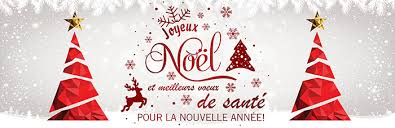 Joyeux
Noël
et meilleurs voeux
de santé
POUR LA NOUVELLE ANNÉE!